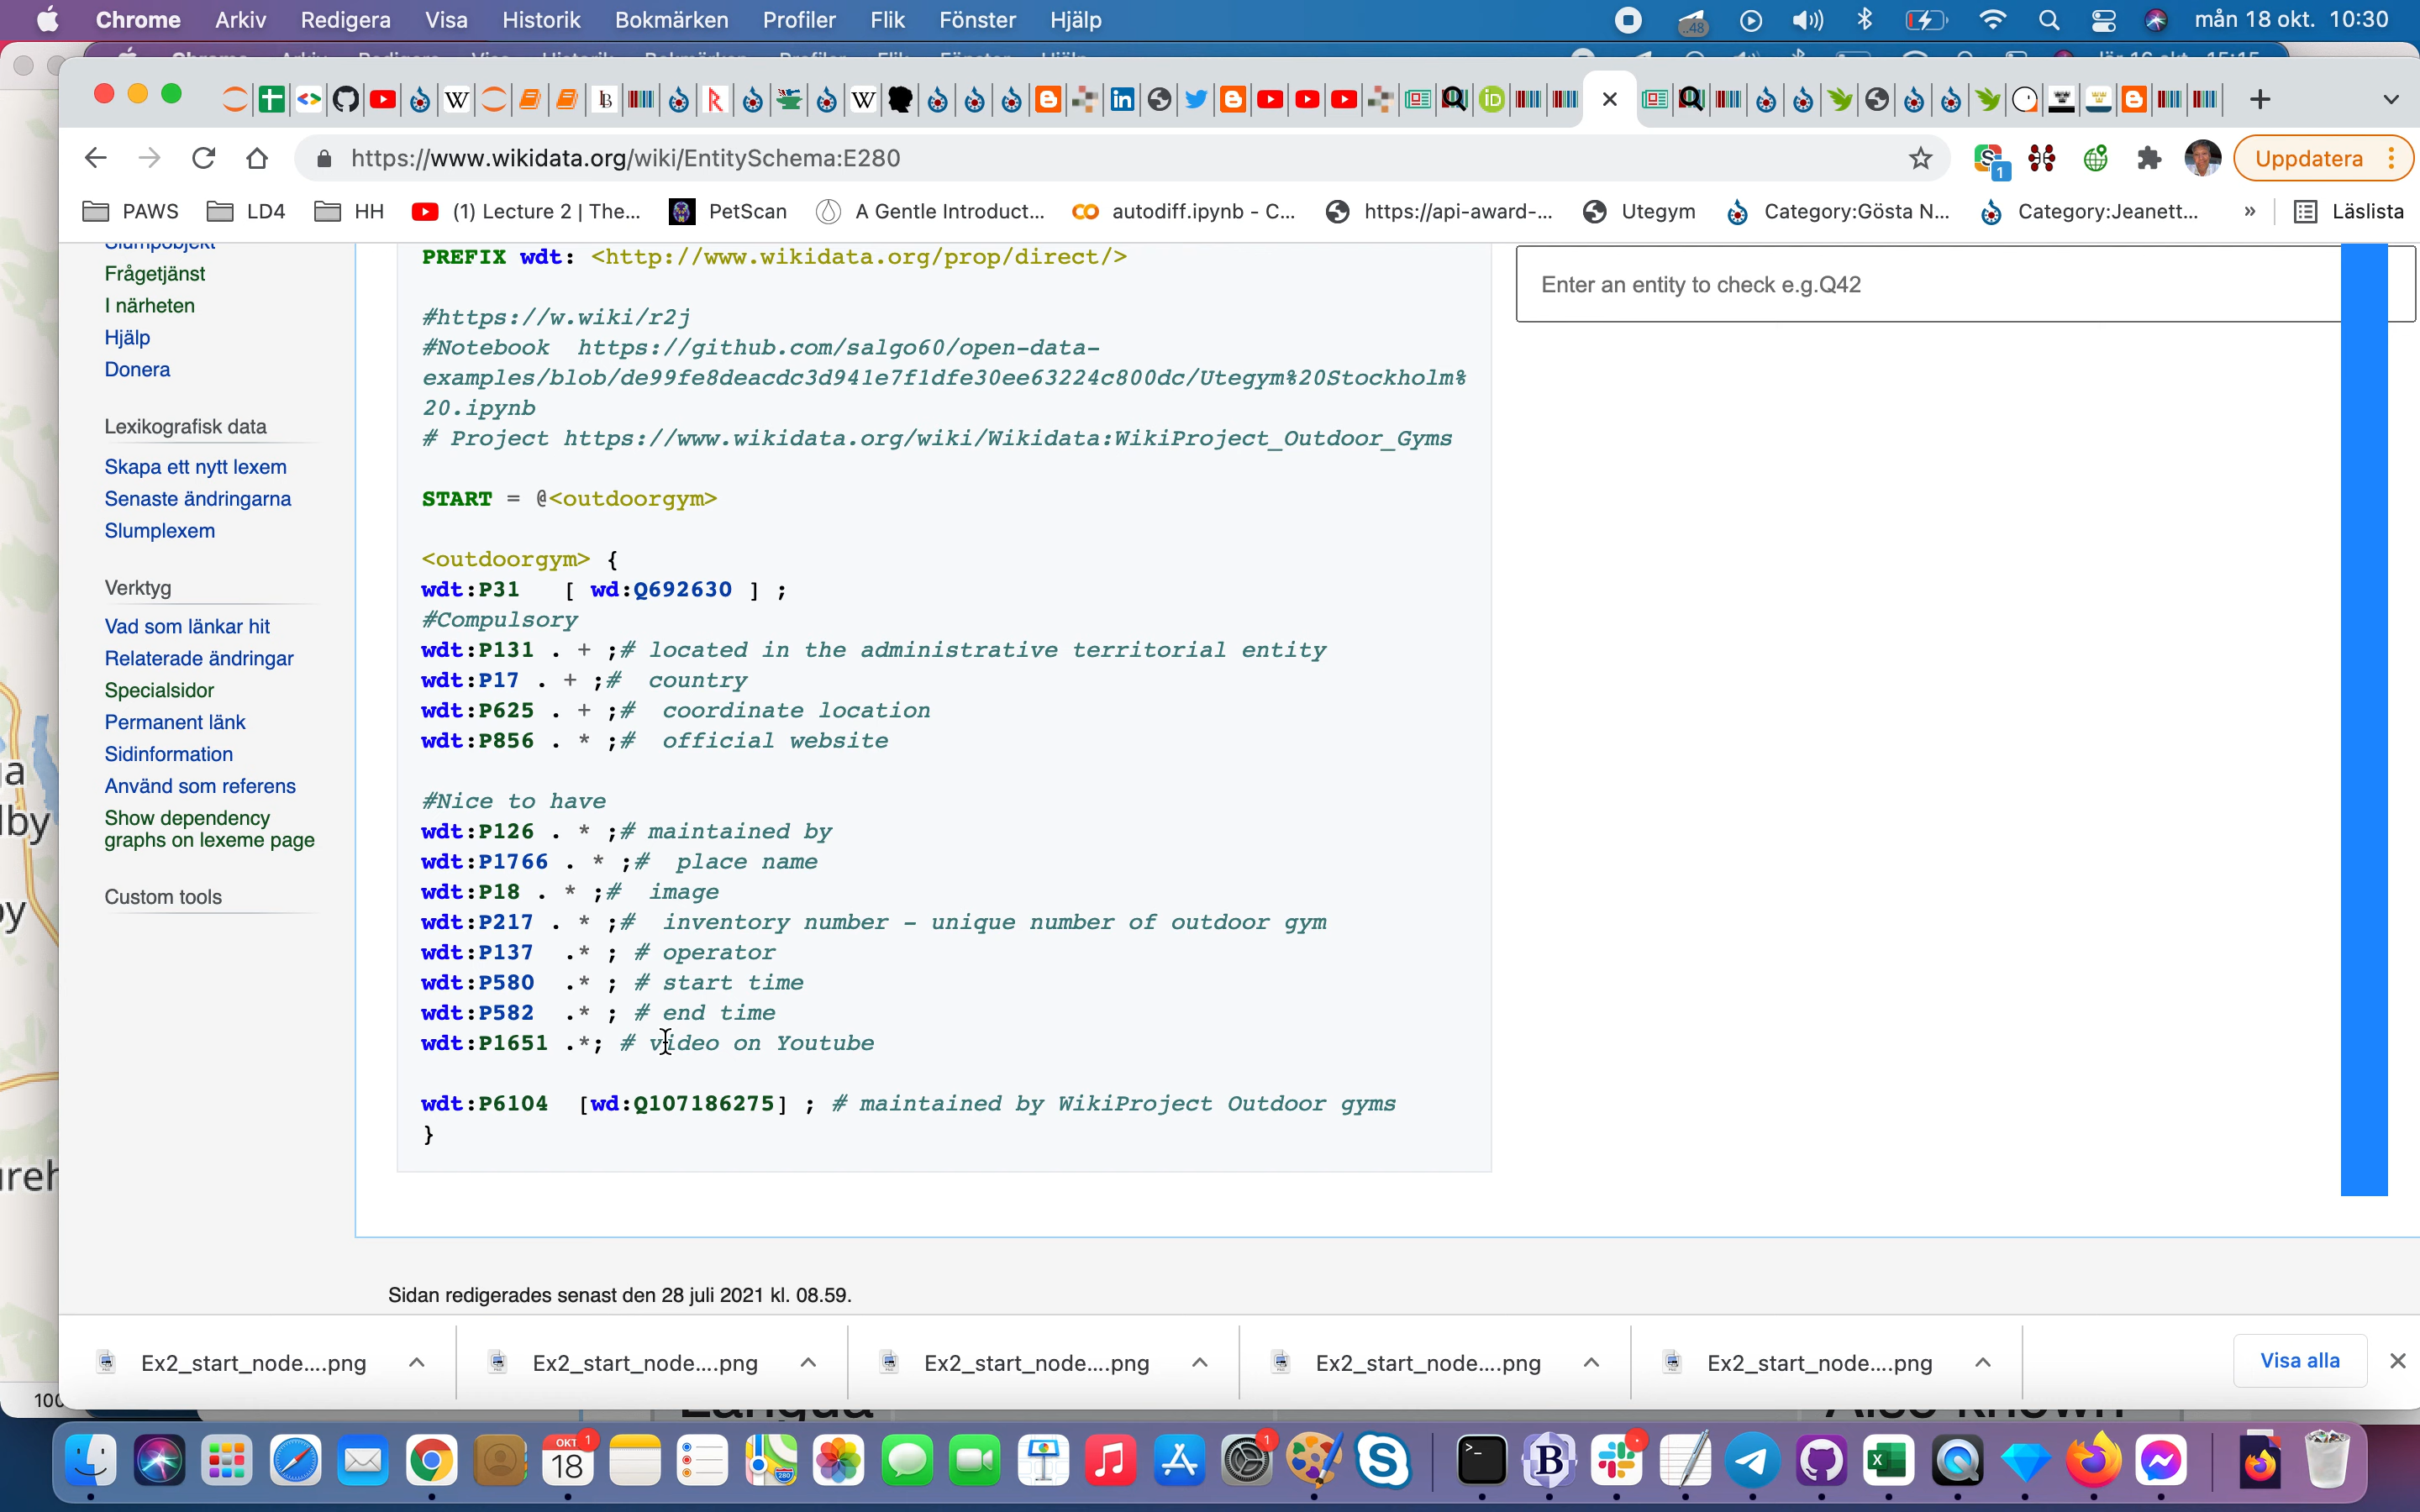 Chrome Arkiv Redigera Visa Historik Bokmärken Profiler Flik Fönster Hjälp mån 18 okt. 10:30
https://www.wikidata.org/wiki/EntitySchema:E280 Uppdatera
PAWS LD4 HH (1) Lecture 2 | The... PetScan A Gentle Introduct... autodiff.ipynb - C... https://api-award-... Utegym Category:Gösta N... Category:Jeanett... » Läslista
Slumpobjekt
Frågetjänst
I närheten
Hjälp
Donera
Lexikografisk data
Skapa ett nytt lexem
Senaste ändringarna
Slumplexem
Verktyg
Vad som länkar hit
Relaterade ändringar
Specialsidor
Permanent länk
Sidinformation
Använd som referens
Show dependency
graphs on lexeme page
Custom tools
PREFIX wdt: <http://www.wikidata.org/prop/direct/>
#https://w.wiki/r2j
#Notebook https://github.com/salgo60/open-data-
examples/blob/de99fe8deacdc3d941e7f1dfe30ee63224c800dc/Utegym%20Stockholm%
20.ipynb
# Project https://www.wikidata.org/wiki/Wikidata:WikiProject_Outdoor_Gyms
START = @<outdoorgym>
<outdoorgym> {
wdt:P31 [ wd:Q692630 ] ;
#Compulsory
wdt:P131 . + ;# located in the administrative territorial entity
wdt:P17 . + ;# country
wdt:P625 . + ;# coordinate location
wdt:P856 . * ;# official website
#Nice to have
wdt:P126 . * ;# maintained by
wdt:P1766 . * ;# place name
wdt:P18 . * ;# image
wdt:P217 . * ;# inventory number - unique number of outdoor gym
wdt:P137 .* ; # operator
wdt:P580 .* ; # start time
wdt:P582 .* ; # end time
wdt:P1651 .*; # video on Youtube
wdt:P6104 [wd:Q107186275] ; # maintained by WikiProject Outdoor gyms
}
Enter an entity to check e.g.Q42
Sidan redigerades senast den 28 juli 2021 kl. 08.59.
Ex2_start_node....png Ex2_start_node....png Ex2_start_node....png Ex2_start_node....png Ex2_start_node....png Visa alla
OKT 18